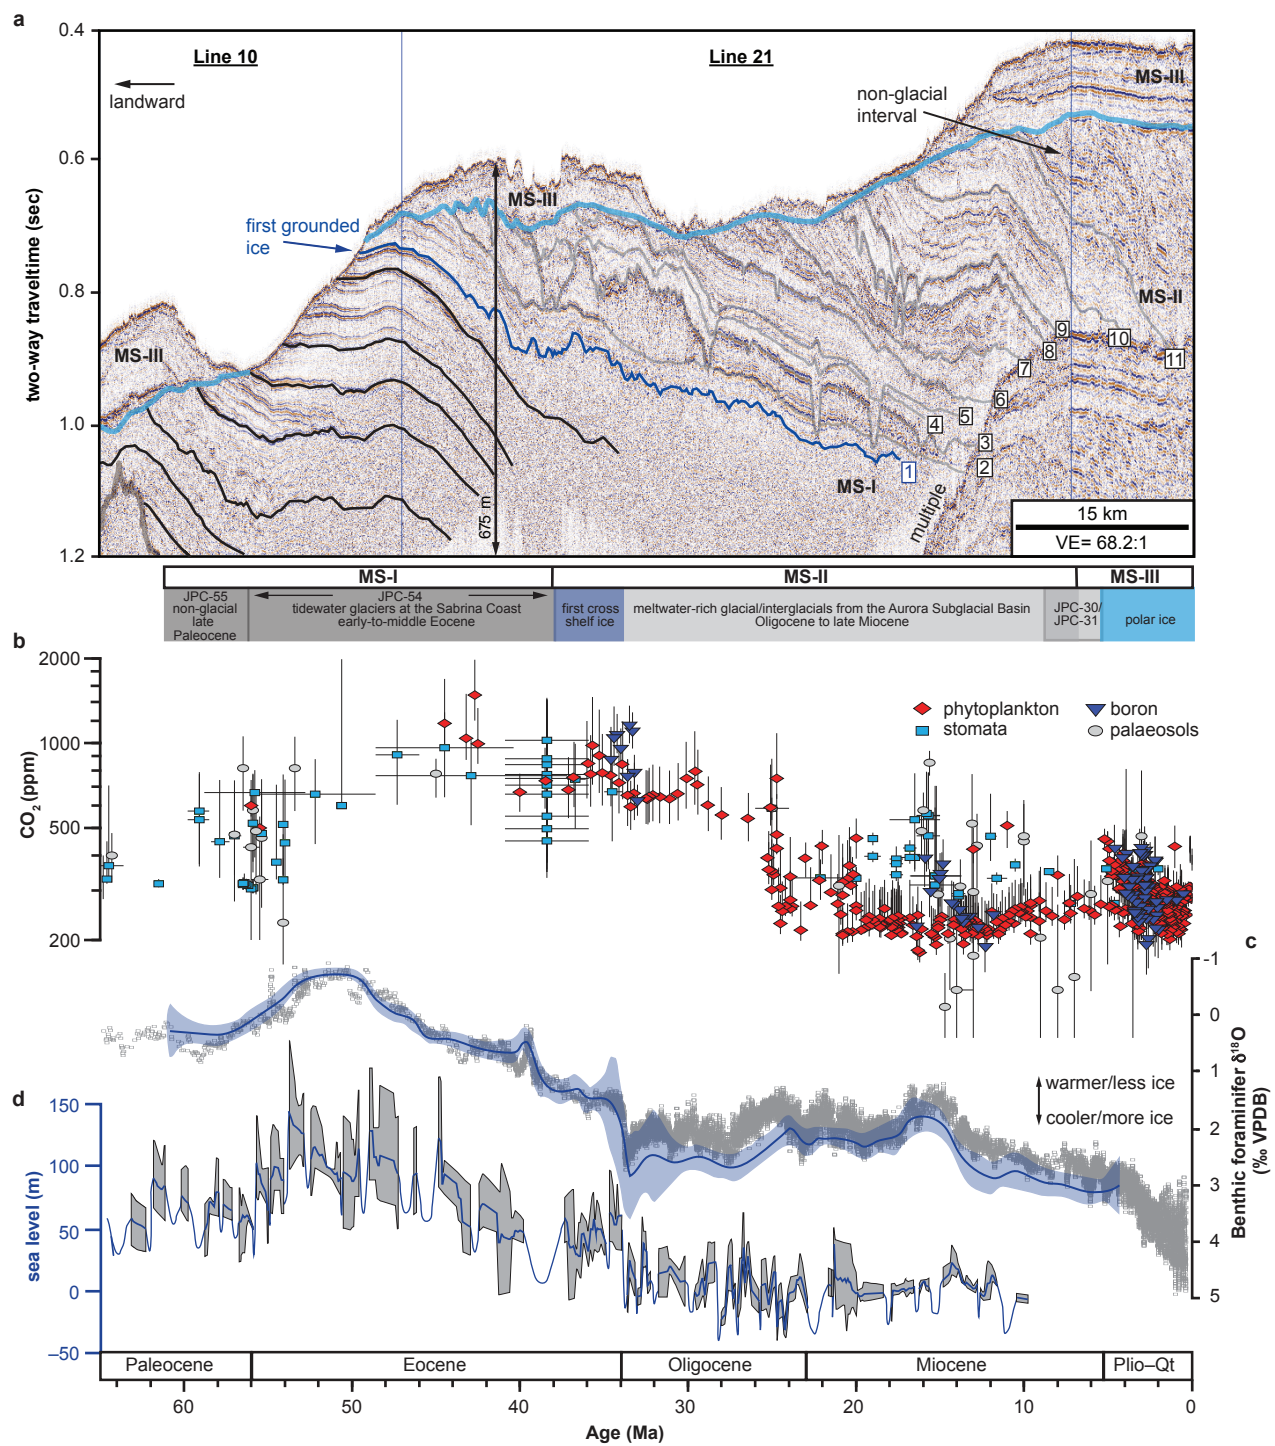 a
0.4
0.6
0.8
1.0
1.2
two-way traveltime (sec)
Line 10
Line 21
landward
non-glacial
interval
MS-III
MS-III
MS-III
MS-II
MS-I
first grounded
ice
675 m
multiple
1
2
3
4
5
6
7
8
9
10
11
15 km
VE= 68.2:1
MS-I
MS-II
MS-III
JPC-55
non-glacial
late
Paleocene
JPC-54
tidewater glaciers at the Sabrina Coast
early-to-middle Eocene
first cross
shelf ice
meltwater-rich glacial/interglacials from the Aurora Subglacial Basin
Oligocene to late Miocene
JPC-30/
JPC-31
polar ice
b
2000
1000
500
200
CO2 (ppm)
phytoplankton
boron
stomata
palaeosols
c
-1
0
1
2
3
4
5
Benthic foraminifer δ18O
(‰ VPDB)
warmer/less ice
cooler/more ice
d
150
100
50
0
–50
sea level (m)
Paleocene
Eocene
Oligocene
Miocene
Plio–Qt
60
50
40
30
20
10
0
Age (Ma)